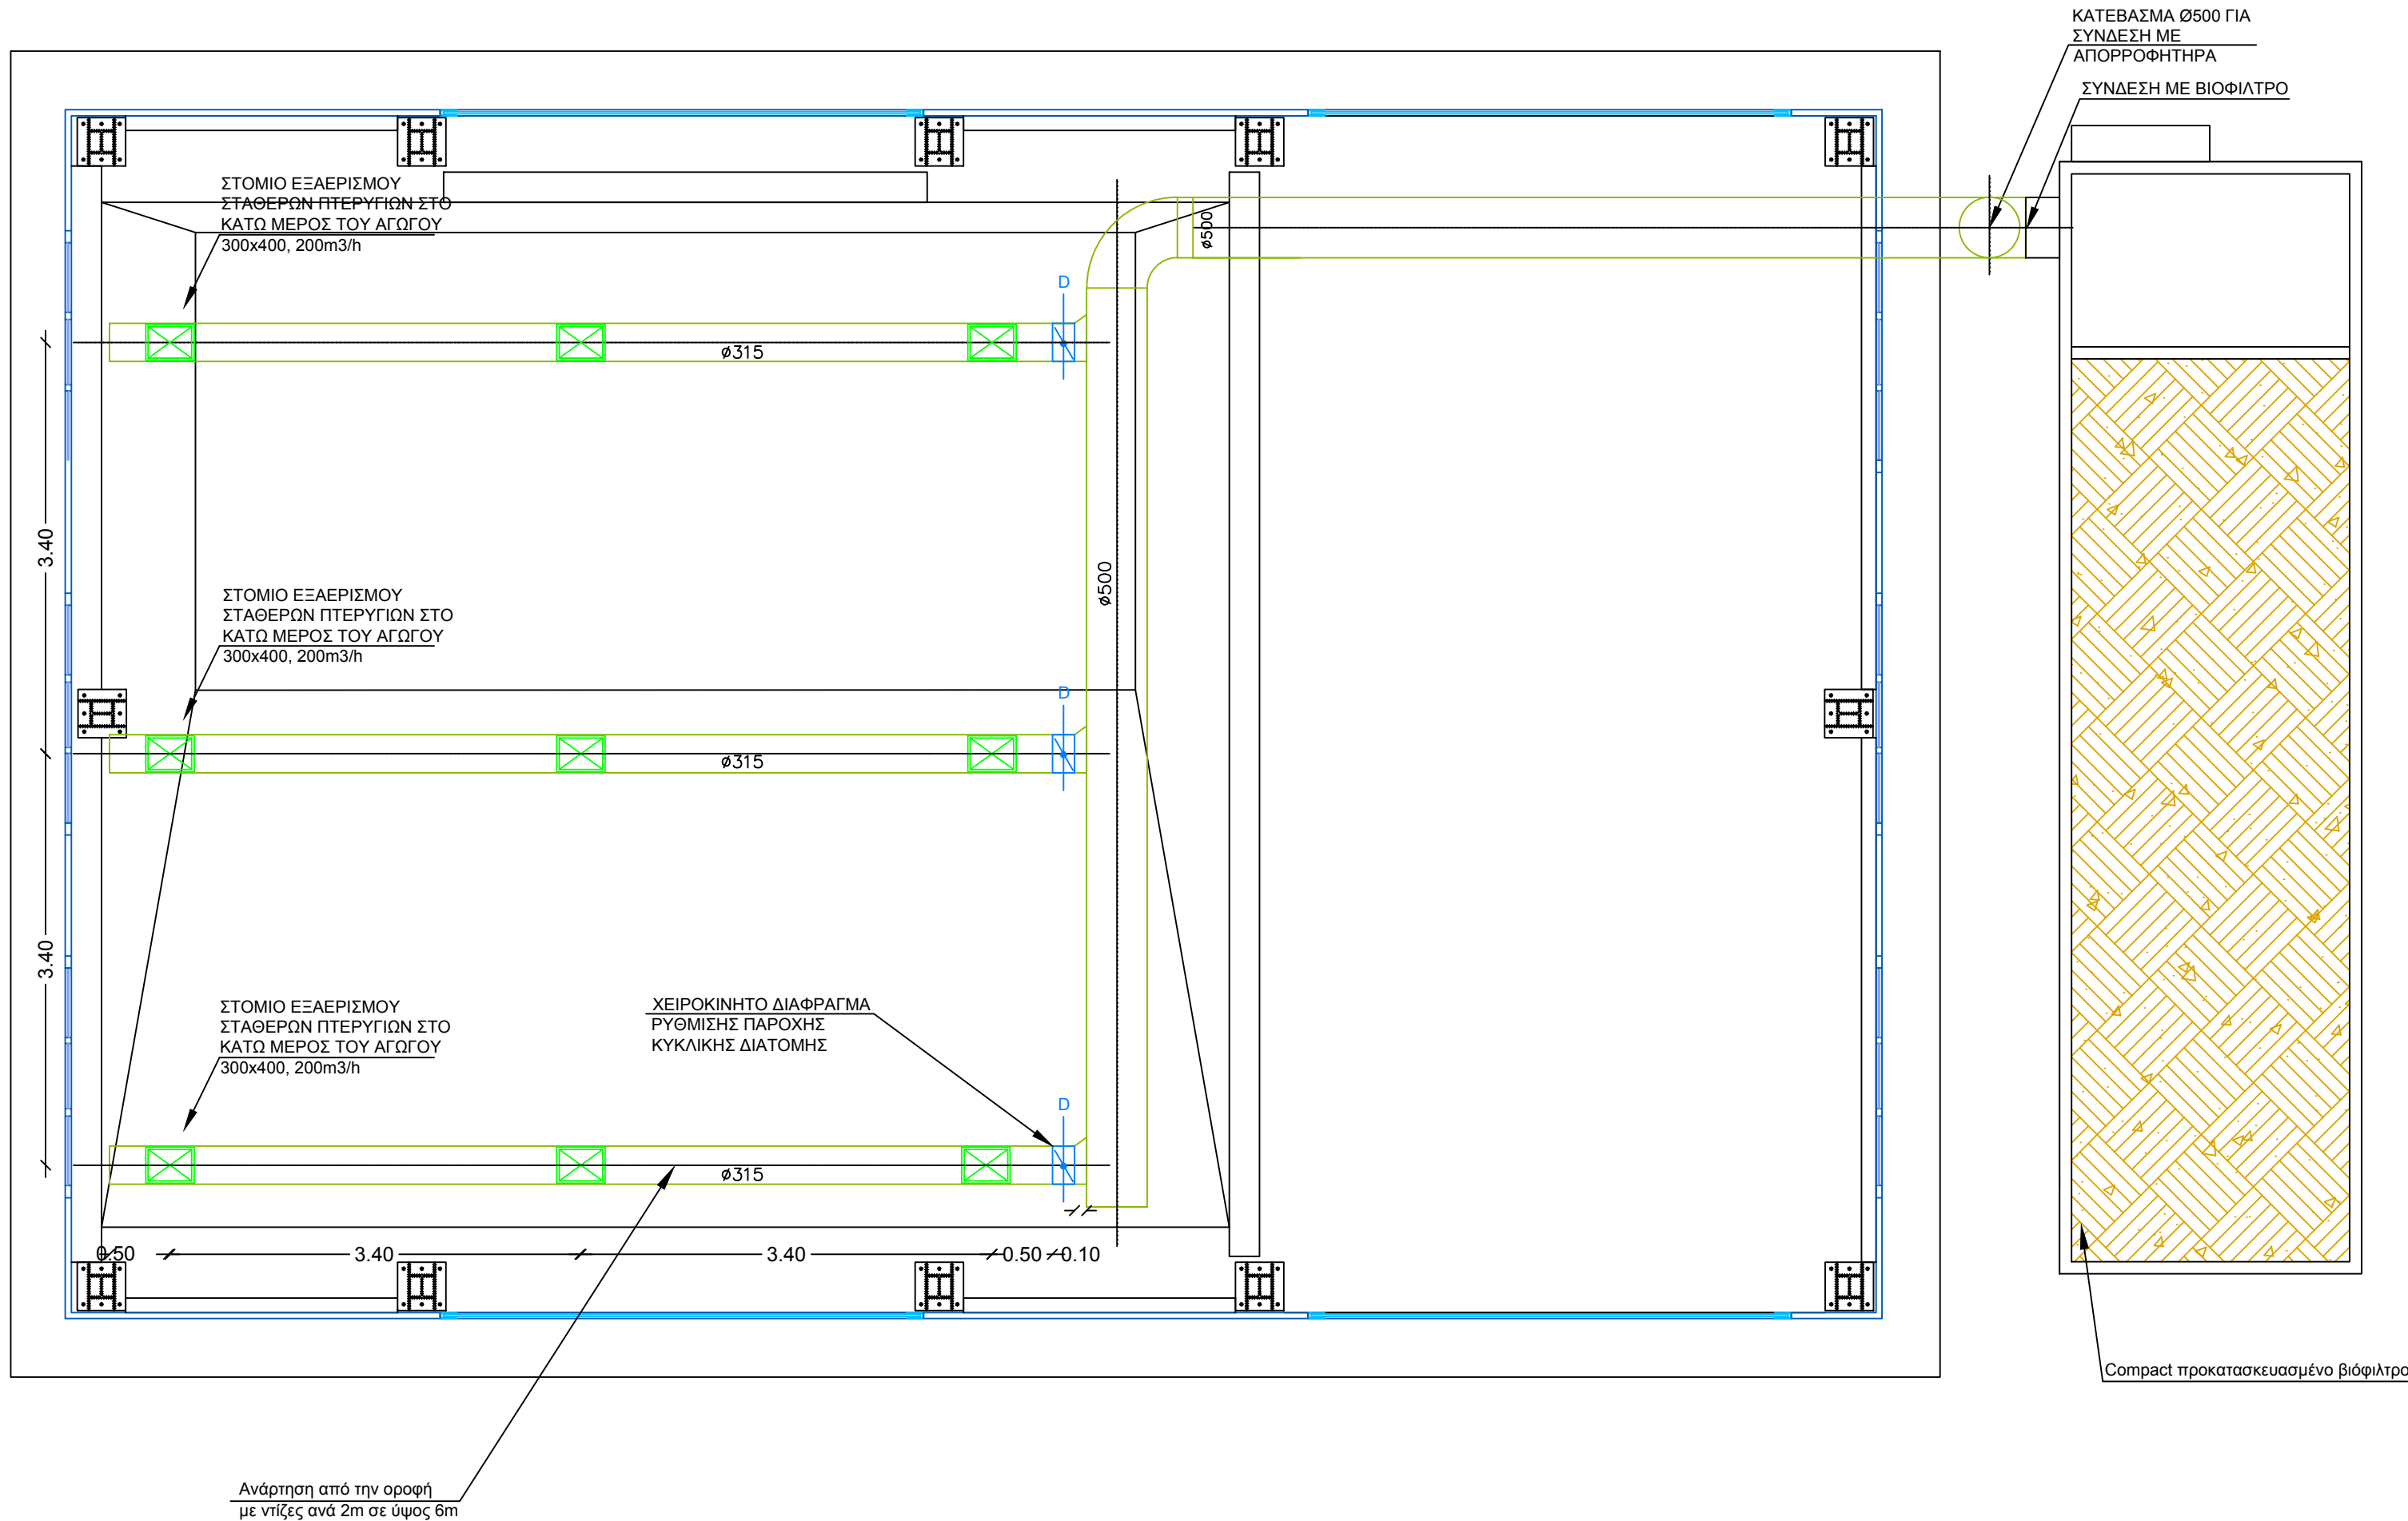 ΚΑΤΕΒΑΣΜΑ Ø500 ΓΙΑ
ΣΥΝΔΕΣΗ ΜΕ
ΑΠΟΡΡΟΦΗΤΗΡΑ
ΣΥΝΔΕΣΗ ΜΕ ΒΙΟΦΙΛΤΡΟ
ΣΤΟΜΙΟ ΕΞΑΕΡΙΣΜΟΥ
ΣΤΑΘΕΡΩΝ ΠΤΕΡΥΓΙΩΝ ΣΤΟ
ΚΑΤΩ ΜΕΡΟΣ ΤΟΥ ΑΓΩΓΟΥ
300x400, 200m3/h
ø500
D
ø315
3.40
ø500
ΣΤΟΜΙΟ ΕΞΑΕΡΙΣΜΟΥ
ΣΤΑΘΕΡΩΝ ΠΤΕΡΥΓΙΩΝ ΣΤΟ
ΚΑΤΩ ΜΕΡΟΣ ΤΟΥ ΑΓΩΓΟΥ
300x400, 200m3/h
D
ø315
3.40
ΣΤΟΜΙΟ ΕΞΑΕΡΙΣΜΟΥ
ΣΤΑΘΕΡΩΝ ΠΤΕΡΥΓΙΩΝ ΣΤΟ
ΚΑΤΩ ΜΕΡΟΣ ΤΟΥ ΑΓΩΓΟΥ
300x400, 200m3/h
ΧΕΙΡΟΚΙΝΗΤΟ ΔΙΑΦΡΑΓΜΑ
ΡΥΘΜΙΣΗΣ ΠΑΡΟΧΗΣ
ΚΥΚΛΙΚΗΣ ΔΙΑΤΟΜΗΣ
D
ø315
0.50
3.40
3.40
0.50
0.10
Compact προκατασκευασμένο βιόφιλτρο
Ανάρτηση από την οροφή
με ντίζες ανά 2m σε ύψος 6m